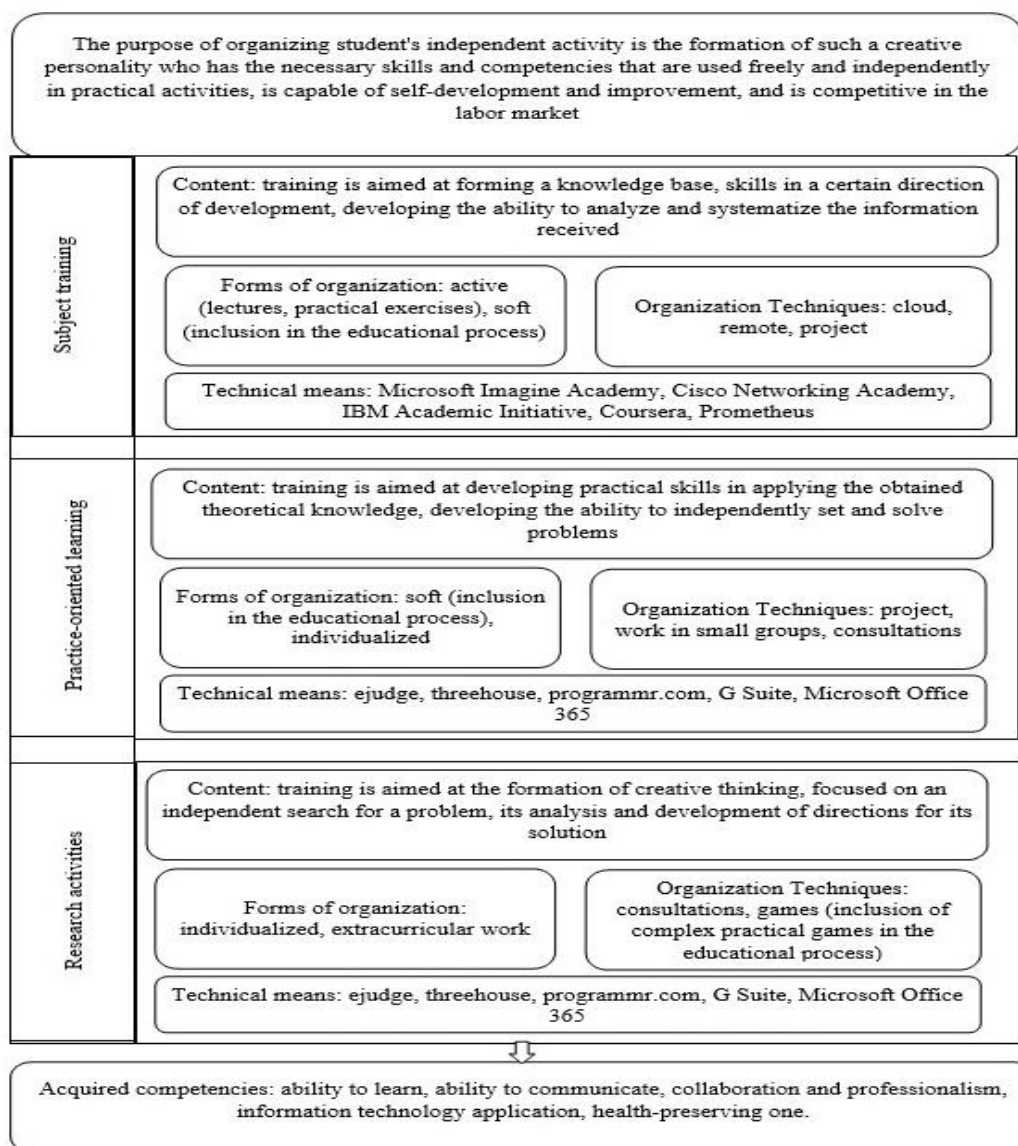 The purpose of organizing student's independent activity is the formation of such a creative
personality who has the necessary skills and competencies that are used freely and independently
in practical activities, is capable of self-development and improvement, and is competitive in the
labor market
Subject training
Content: training is aimed at forming a knowledge base, skills in a certain direction
of development, developing the ability to analyze and systematize the information
received
Forms of organization: active
(lectures, practical exercises), soft
(inclusion in the educational process)
Organization Techniques: cloud,
remote, project
Technical means: Microsoft Imagine Academy, Cisco Networking Academy,
IBM Academic Initiative, Coursera, Prometheus
Practice-oriented learning
Content: training is aimed at developing practical skills in applying the obtained
theoretical knowledge, developing the ability to independently set and solve
problems
Forms of organization: soft (inclusion
in the educational process),
individualized
Organization Techniques: project,
work in small groups, consultations
Technical means: ejudge, threehouse, programmr.com, G Suite, Microsoft Office
365
Research activities
Content: training is aimed at the formation of creative thinking, focused on an
independent search for a problem, its analysis and development of directions for its
solution
Forms of organization:
individualized, extracurricular work
Organization Techniques:
consultations, games (inclusion of
complex practical games in the
educational process)
Technical means: ejudge, threehouse, programmr.com, G Suite, Microsoft Office
365
Acquired competencies: ability to learn, ability to communicate, collaboration and professionalism,
information technology application, health-preserving one.